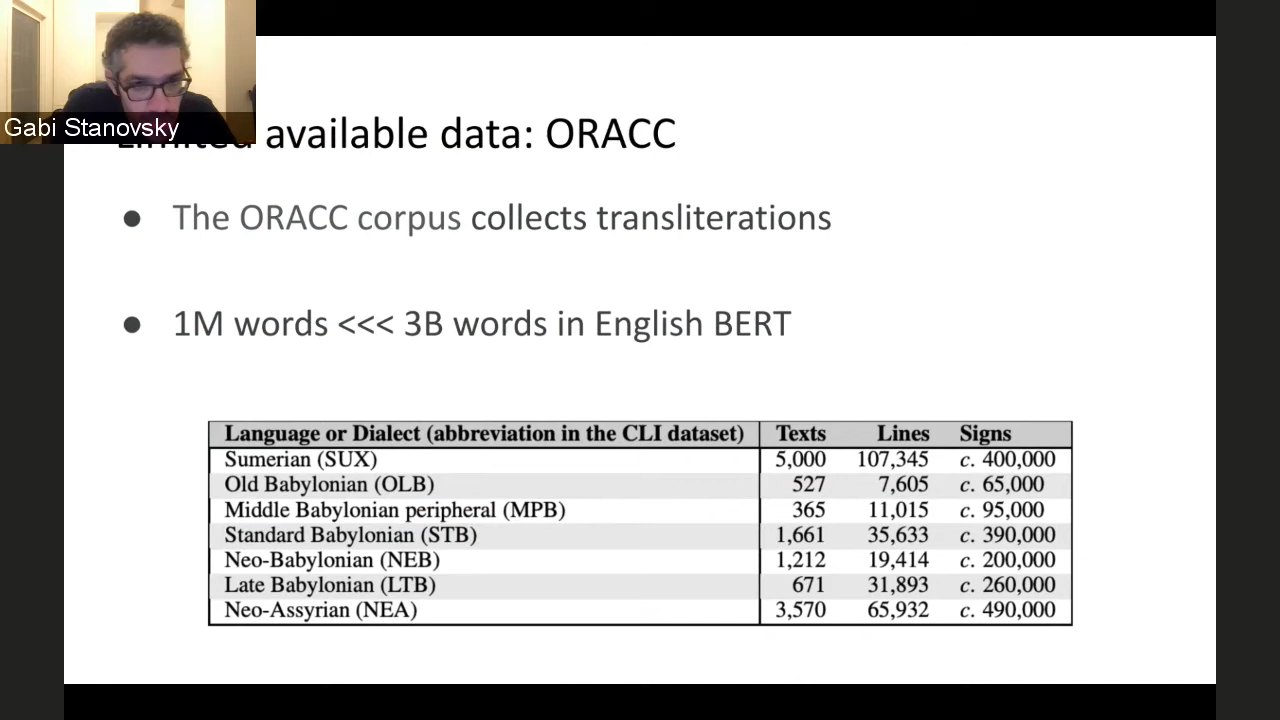 Gabi Stanovsky
Limited available data: ORACC
● The ORACC corpus collects transliterations
● 1M words <<< 3B words in English BERT
Language or Dialect (abbreviation in the CLI dataset) Texts Lines Signs
Sumerian (SUX) 5,000 107,345 c. 400,000
Old Babylonian (OLB) 527 7,605 c. 65,000
Middle Babylonian peripheral (MPB) 365 11,015 c. 95,000
Standard Babylonian (STB) 1,661 35,633 c. 390,000
Neo-Babylonian (NEB) 1,212 19,414 c. 200,000
Late Babylonian (LTB) 671 31,893 c. 260,000
Neo-Assyrian (NEA) 3,570 65,932 c. 490,000